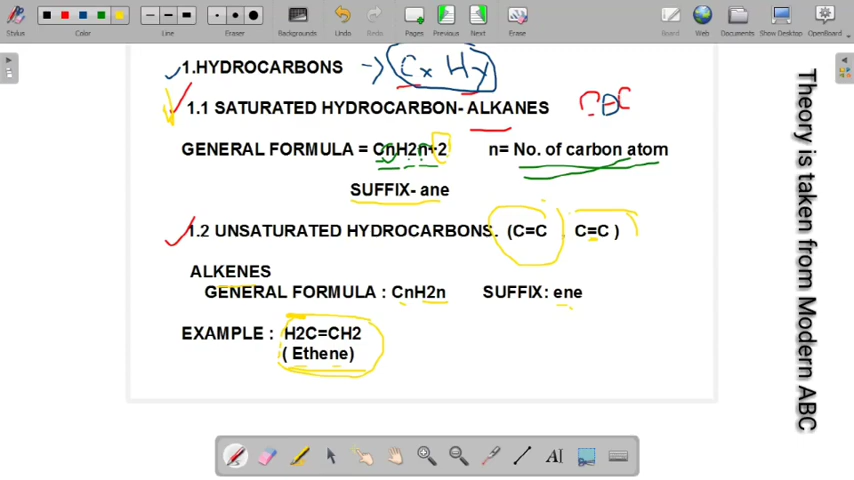 Stylus
Color
Line
Eraser
Backgrounds
Undo
Redo
Pages
Previous
Next
Erase
Board
Web
Documents
Show Desktop
OpenBoard
1.HYDROCARBONS → Cx Hy
1.1 SATURATED HYDROCARBON- ALKANES C-C
GENERAL FORMULA = CnH2n+2 n= No. of carbon atom
SUFFIX- ane
1.2 UNSATURATED HYDROCARBONS. (C=C C=C )
ALKENES
GENERAL FORMULA : CnH2n SUFFIX: ene
EXAMPLE : H2C=CH2
( Ethene)
Theory is taken from Modern ABC